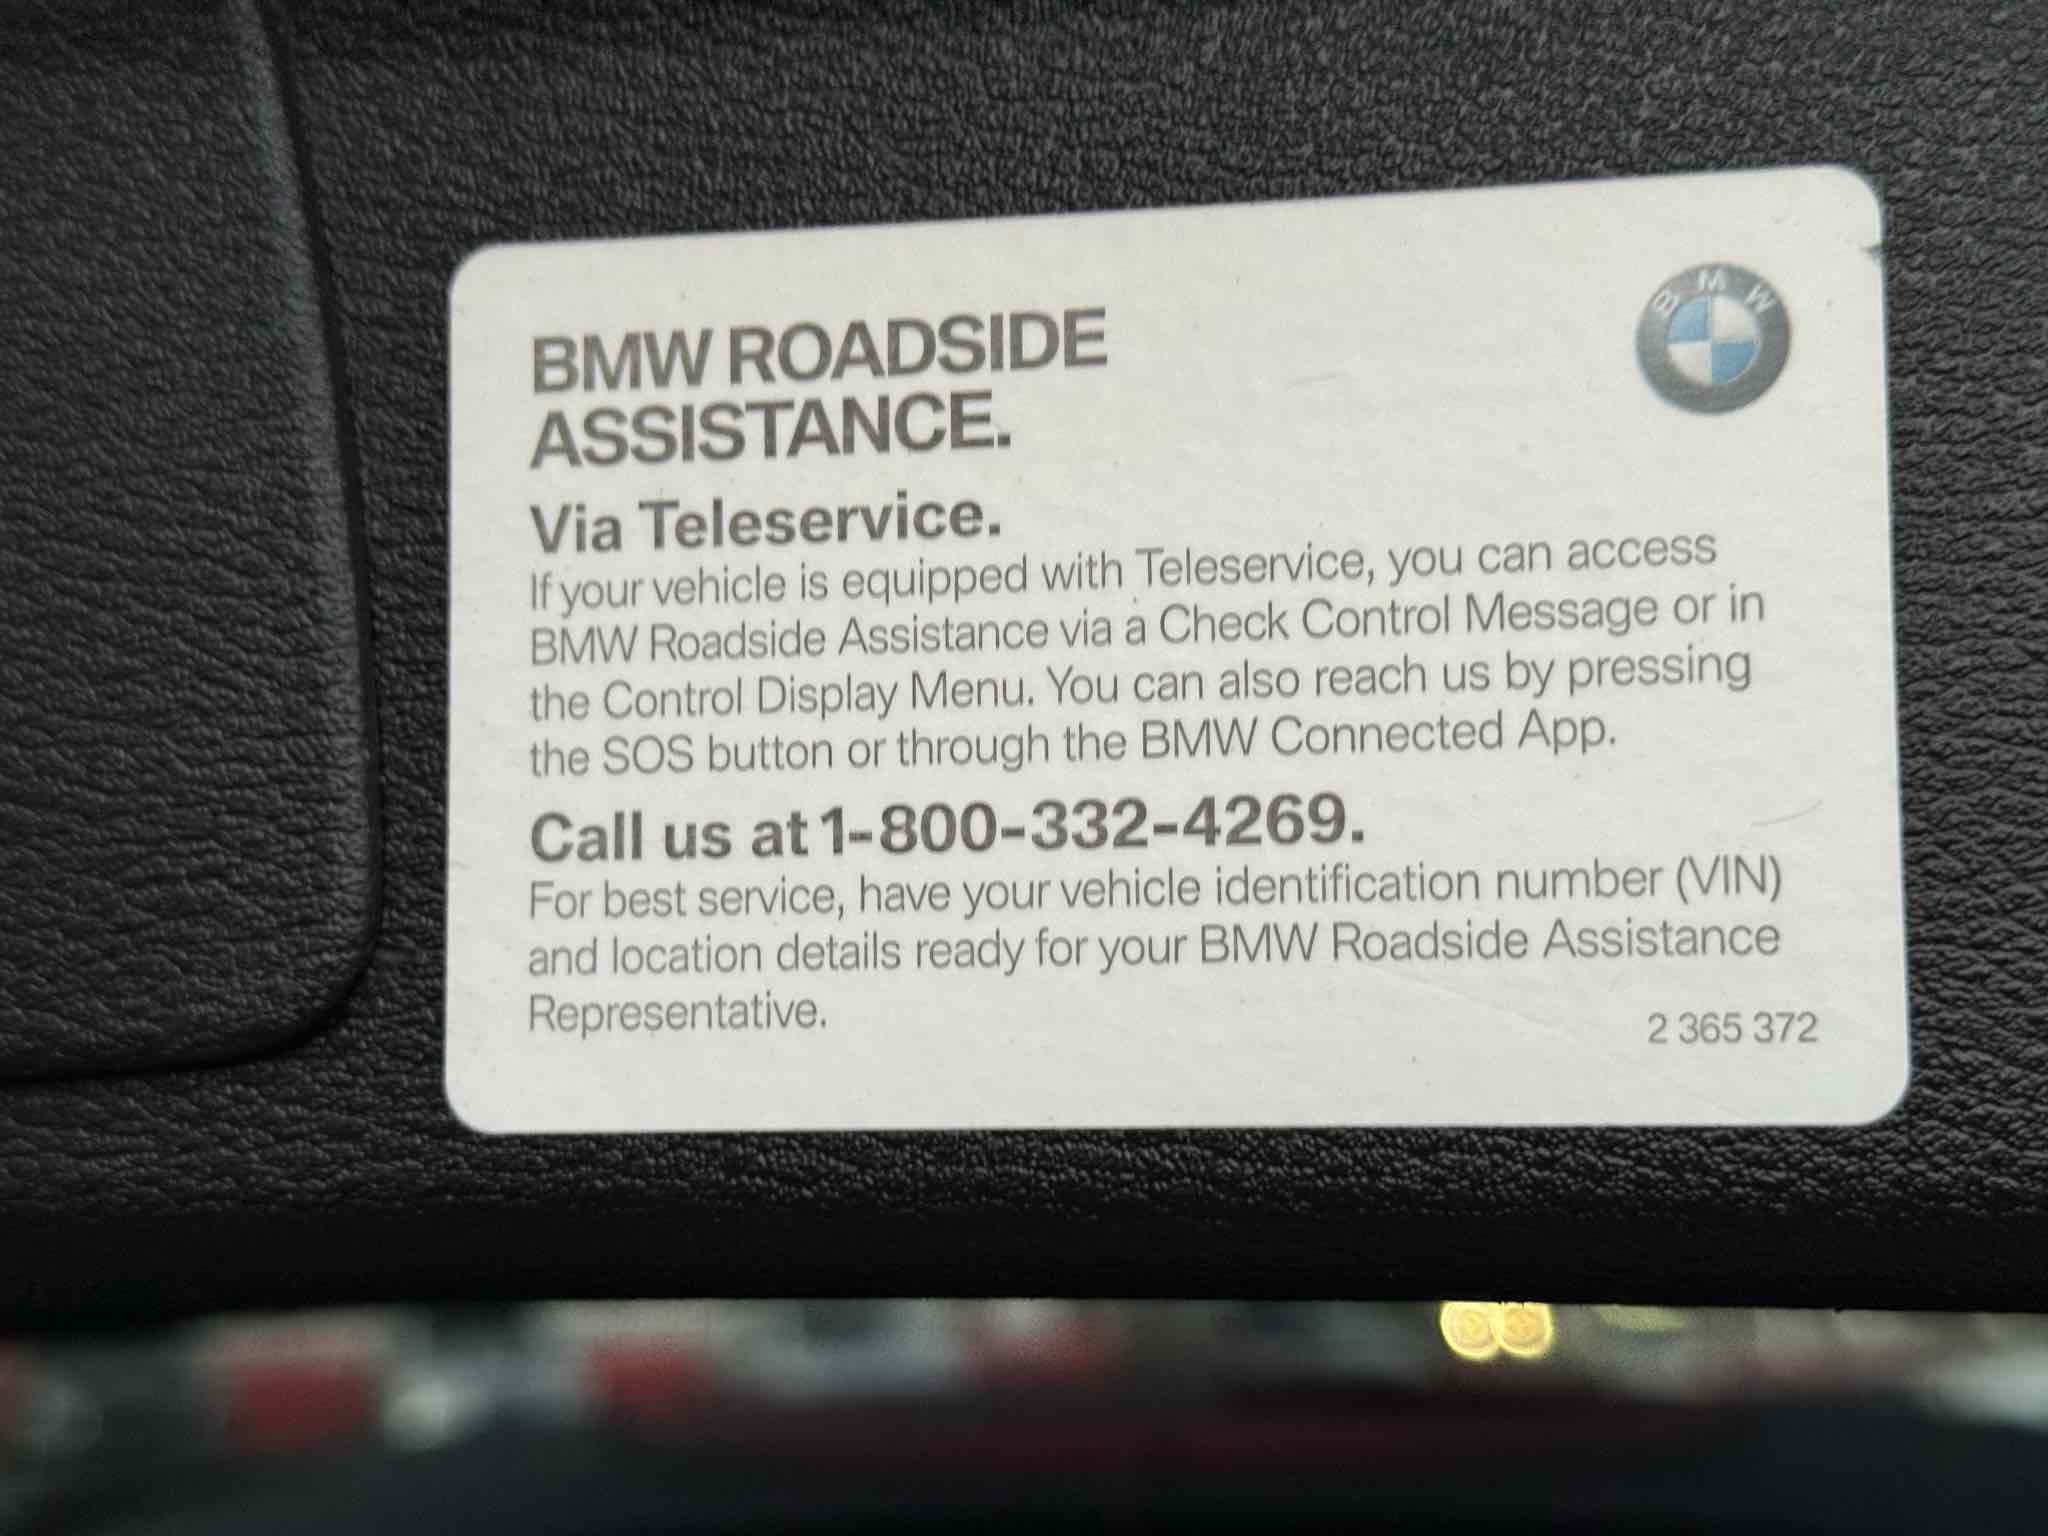 BMW
BMW ROADSIDE
ASSISTANCE.
Via Teleservice.
If your vehicle is equipped with Teleservice, you can access
BMW Roadside Assistance via a Check Control Message or in
the Control Display Menu. You can also reach us by pressing
the SOS button or through the BMW Connected App.
Call us at 1-800-332-4269.
For best service, have your vehicle identification number (VIN)
and location details ready for your BMW Roadside Assistance
Representative.
2 365 372